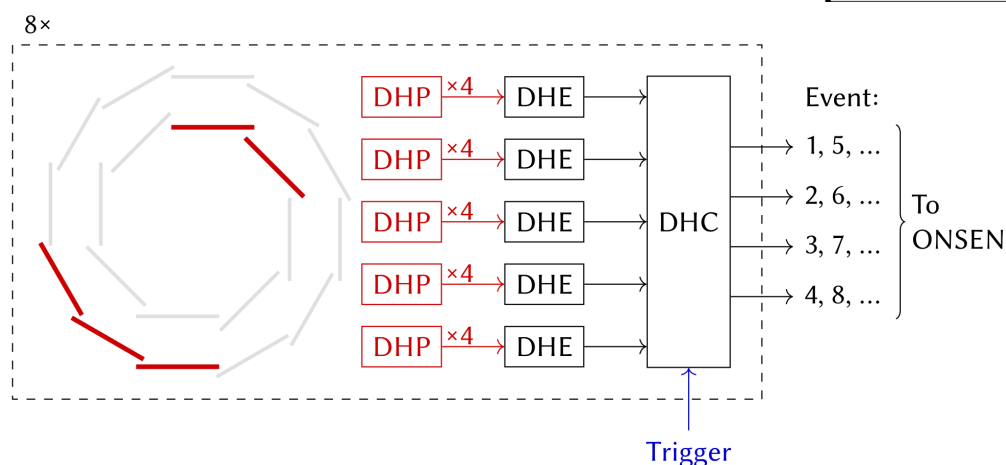 8×
DHP ×4 DHE
DHP ×4 DHE
DHP ×4 DHE
DHP ×4 DHE
DHP ×4 DHE
DHC
Trigger
Event:
1, 5, ...
2, 6, ...
3, 7, ...
4, 8, ...
To
ONSEN